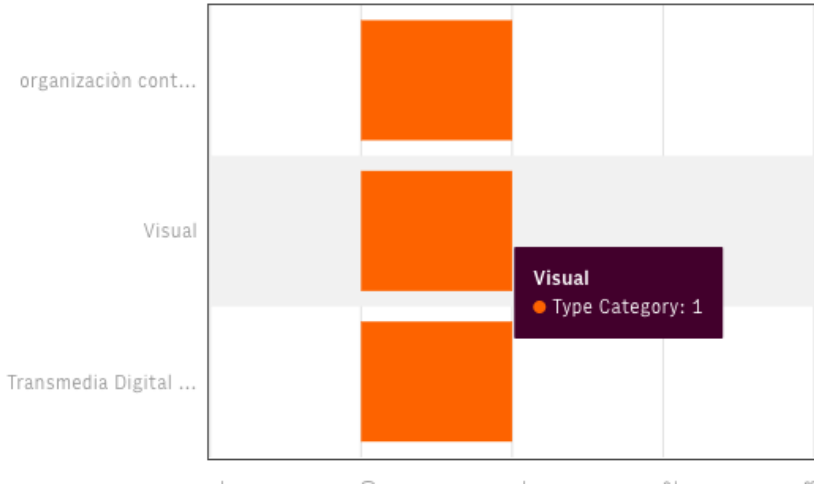 organizaciòn cont...
Visual
Visual
Type Category: 1
Transmedia Digital ...